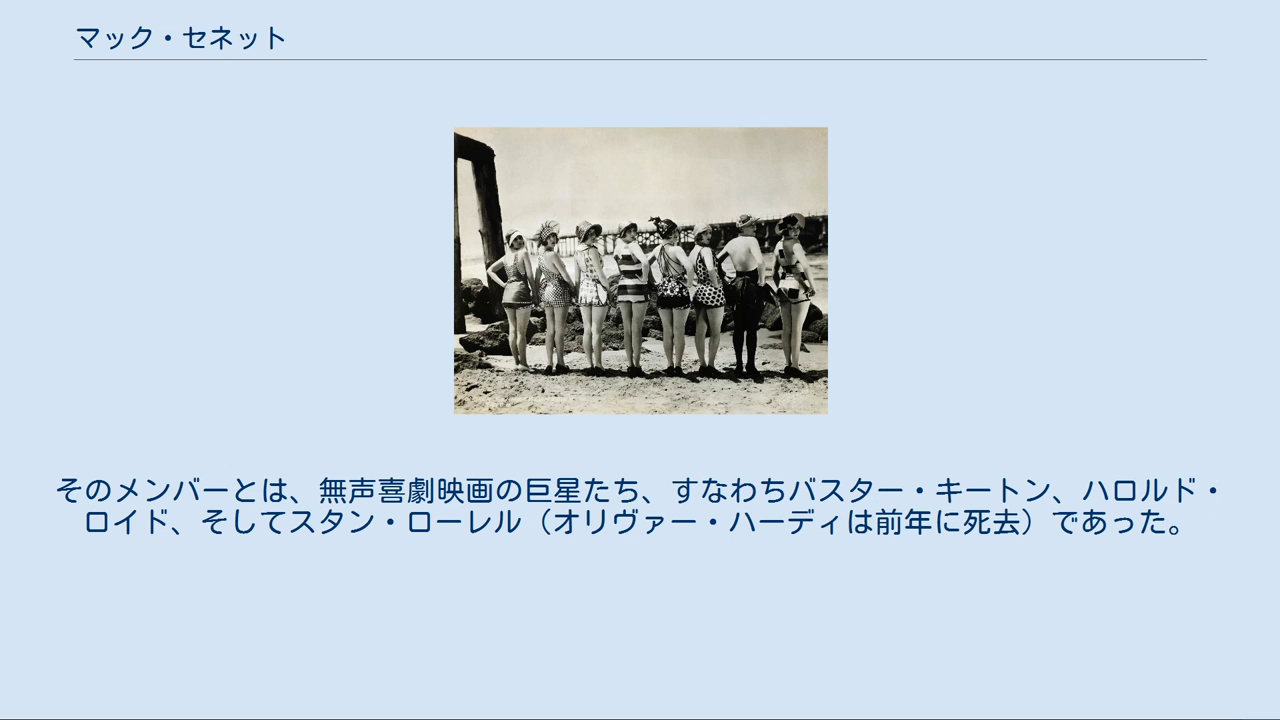 マック・セネット
そのメンバーとは、無声喜劇映画の巨星たち、すなわちバスター・キートン、ハロルド・
ロイド、そしてスタン・ローレル（オリヴァー・ハーディは前年に死去）であった。